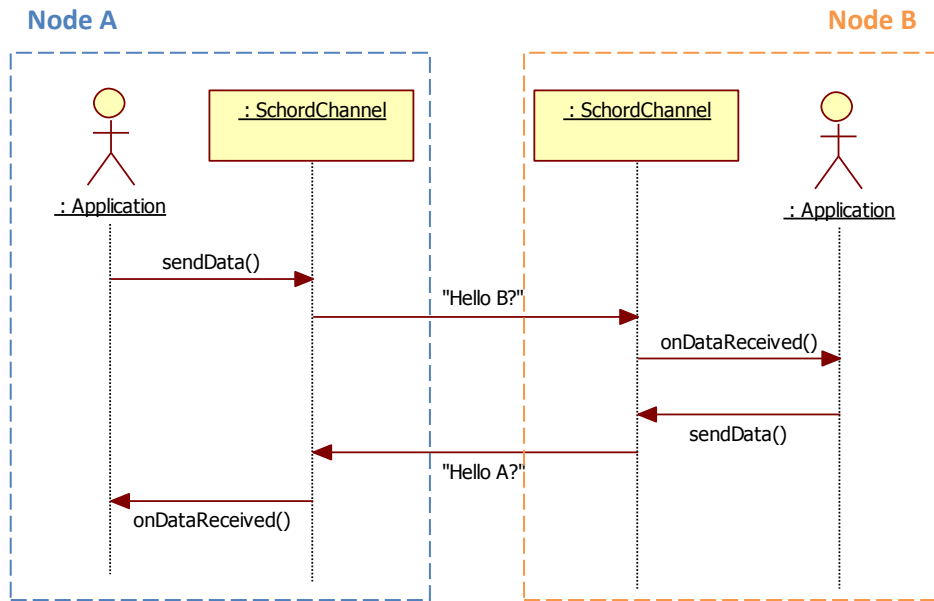 Node A
Node B
: SchordChannel
: SchordChannel
: Application
: Application
sendData()
"Hello B?"
onDataReceived()
sendData()
"Hello A?"
onDataReceived()